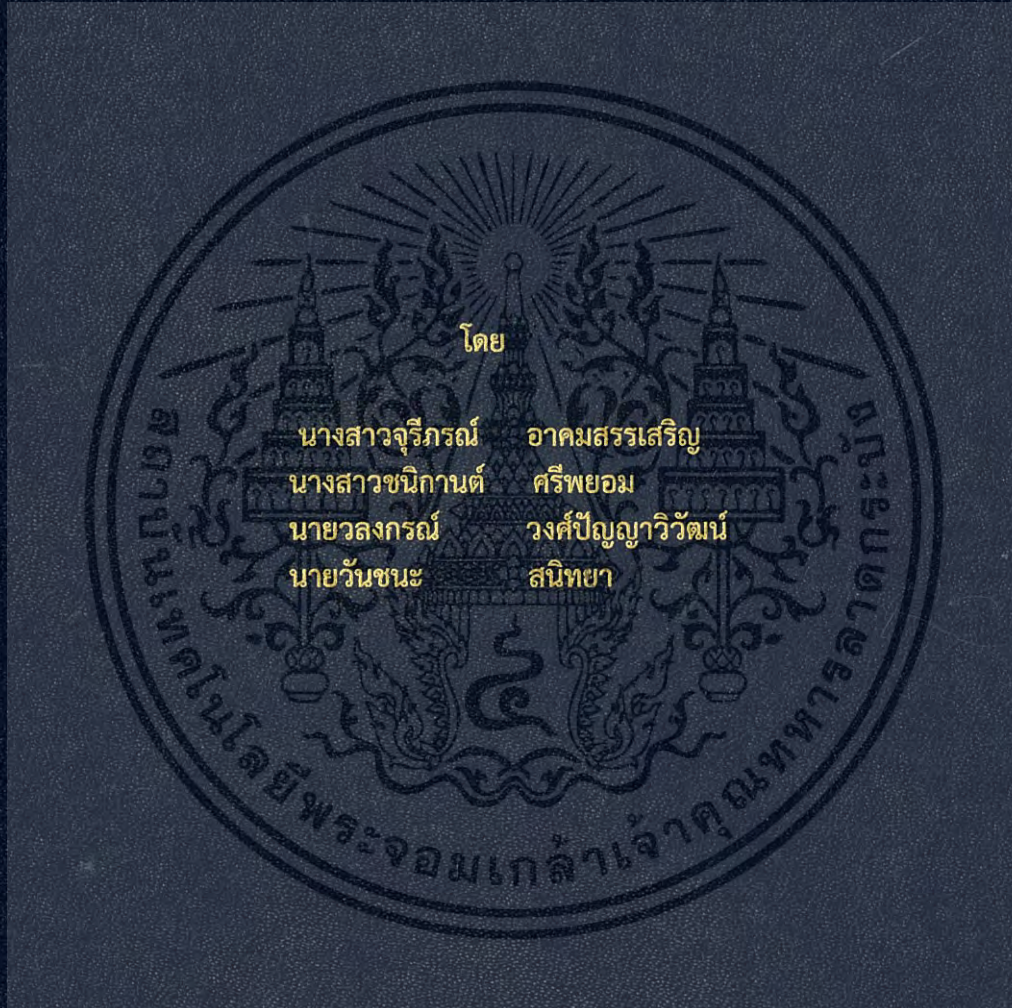 โดย
นางสาวจุรีภรณ์ อาคมสรรเสริญ
นางสาวชนิกานต์ ศรีพยอม
นายวลงกรณ์ วงศ์ปัญญาวิวัฒน์
นายวันชนะ สนิทยา
๔
สถาบันเทคโนโลยีพระจอมเกล้าเจ้าคุณทหารลาดกระบัง